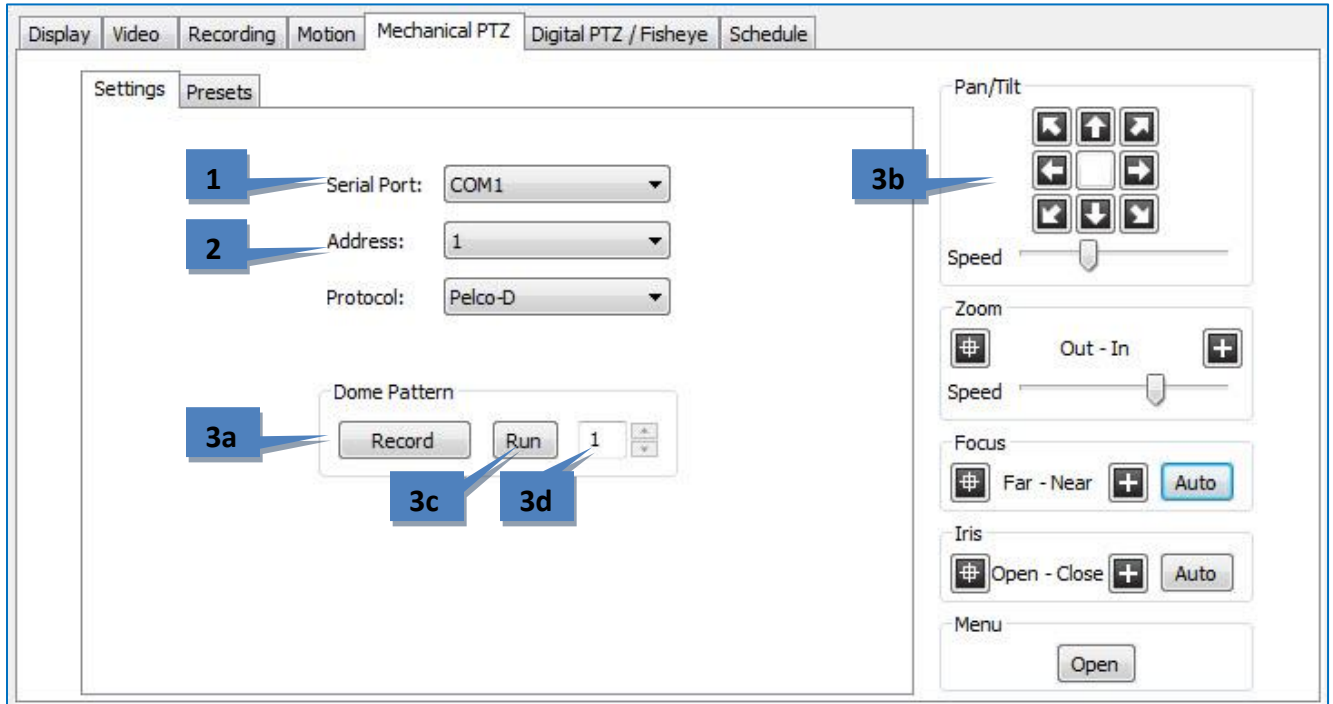 Display Video Recording Motion Mechanical PTZ Digital PTZ / Fisheye Schedule
Settings Presets
1
Serial Port: COM1
2
Address: 1
Protocol: Pelco-D
Dome Pattern
3a
Record Run 1
3c 3d
Pan/Tilt
3b
Speed
Zoom
Out - In
Speed
Focus
Far - Near Auto
Iris
Open - Close Auto
Menu
Open